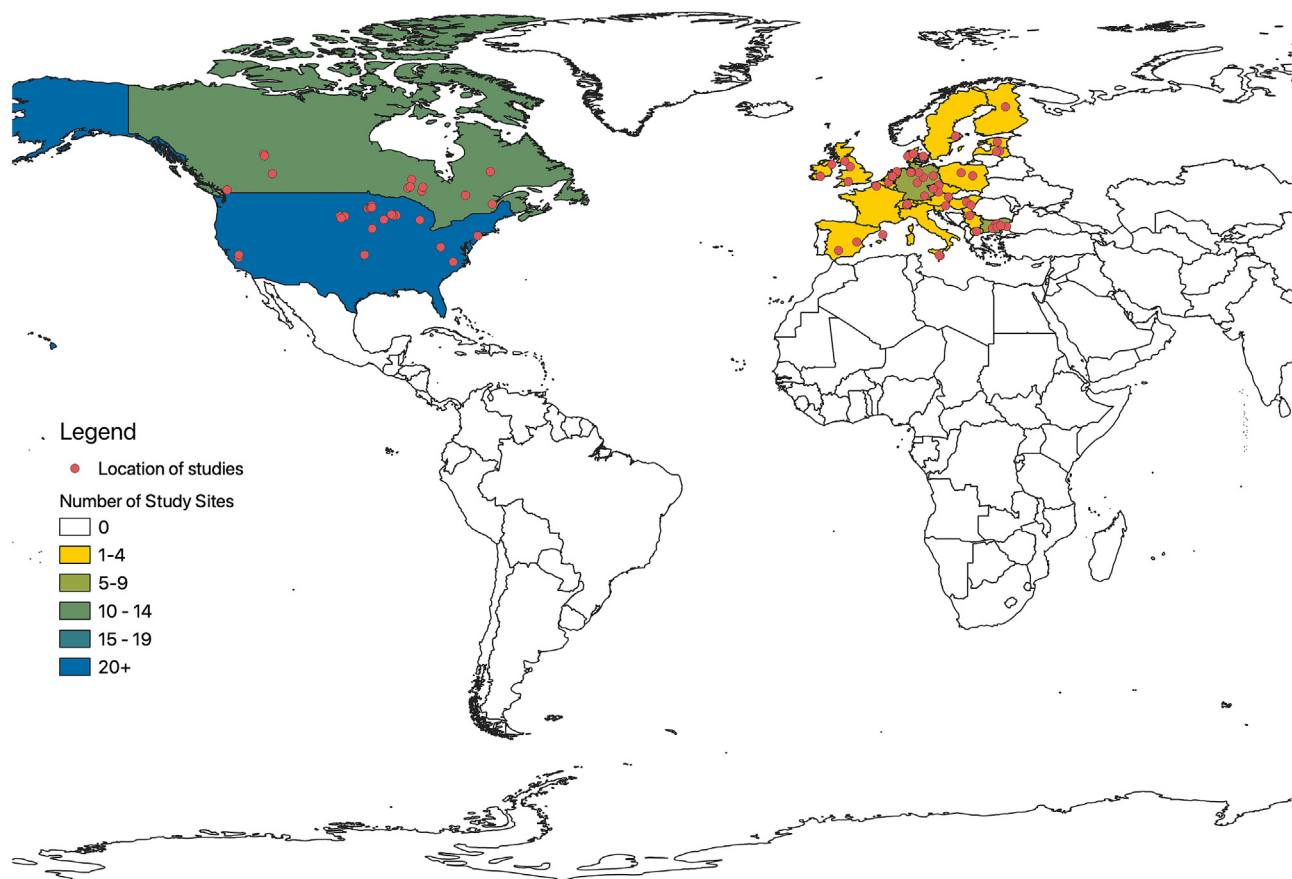 Legend
Location of studies
Number of Study Sites
0
1-4
5-9
10 - 14
15 - 19
20+